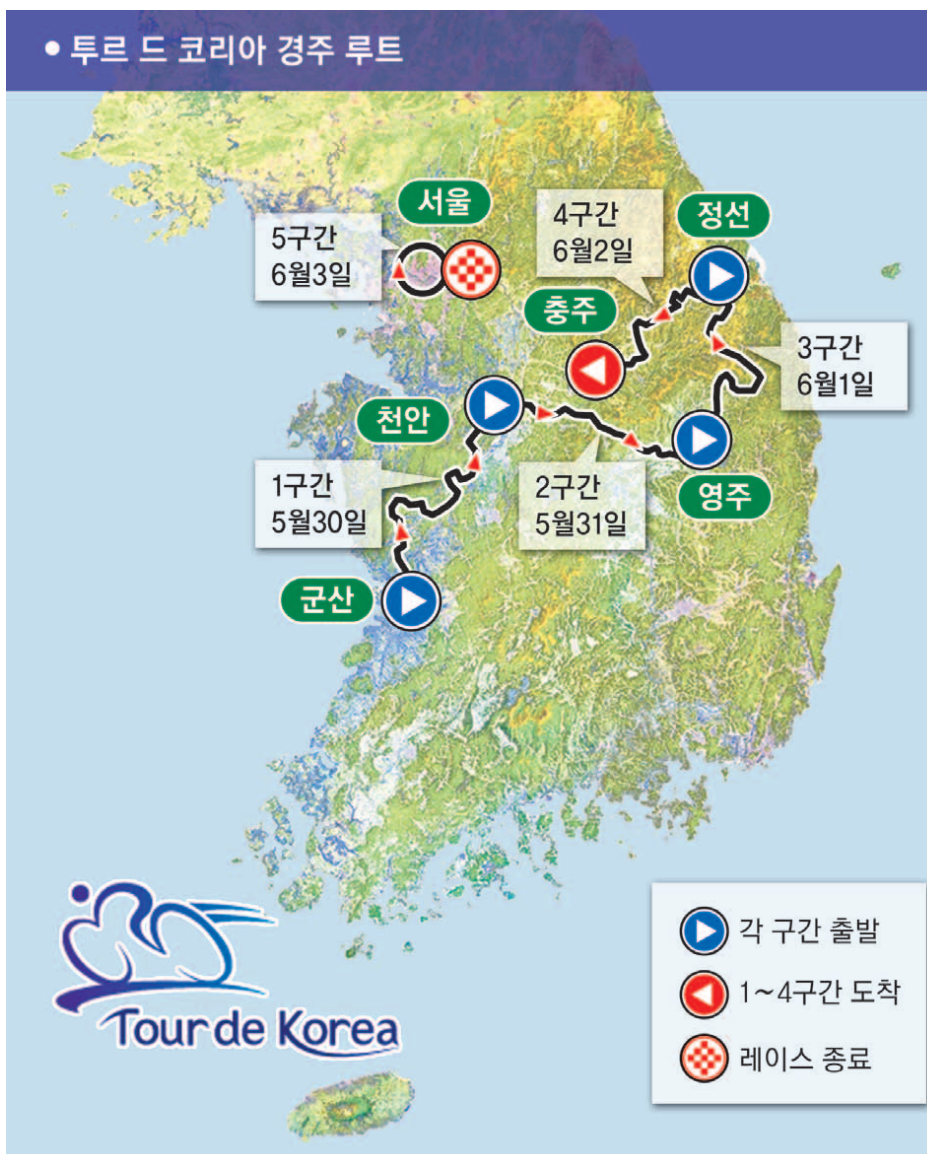 • 투르 드 코리아 경주 루트
서울
5구간
6월3일
4구간
6월2일
정선
충주
3구간
6월1일
천안
1구간
5월30일
2구간
5월31일
영주
군산
각 구간 출발
1~4구간 도착
레이스 종료
Tour de Korea